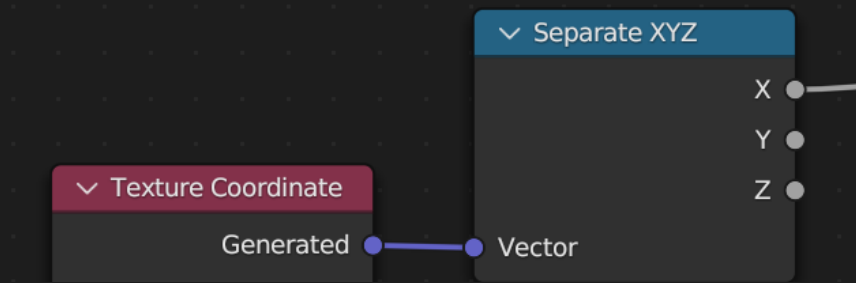 Separate XYZ
X
Y
Z
Texture Coordinate
Generated
Vector